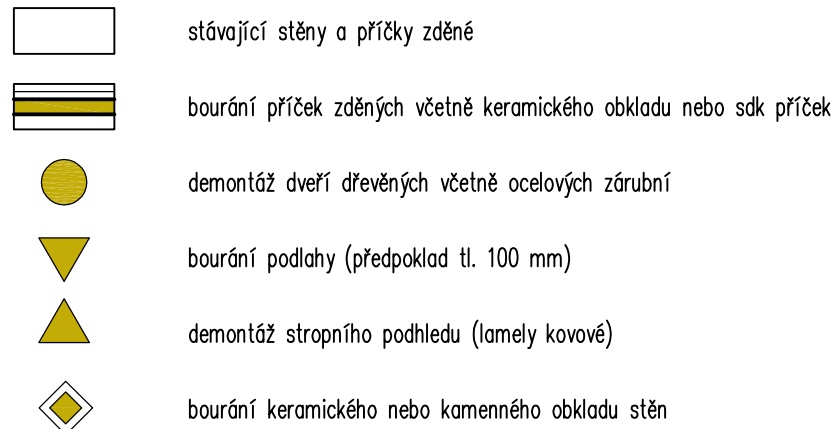 stávající stěny a příčky zděné
bourání příček zděných včetně keramického obkladu nebo sdk příček
demontáž dveří dřevěných včetně ocelových zárubní
bourání podlahy (předpoklad tl. 100 mm)
demontáž stropního podhledu (lamely kovové)
bourání keramického nebo kamenného obkladu stěn